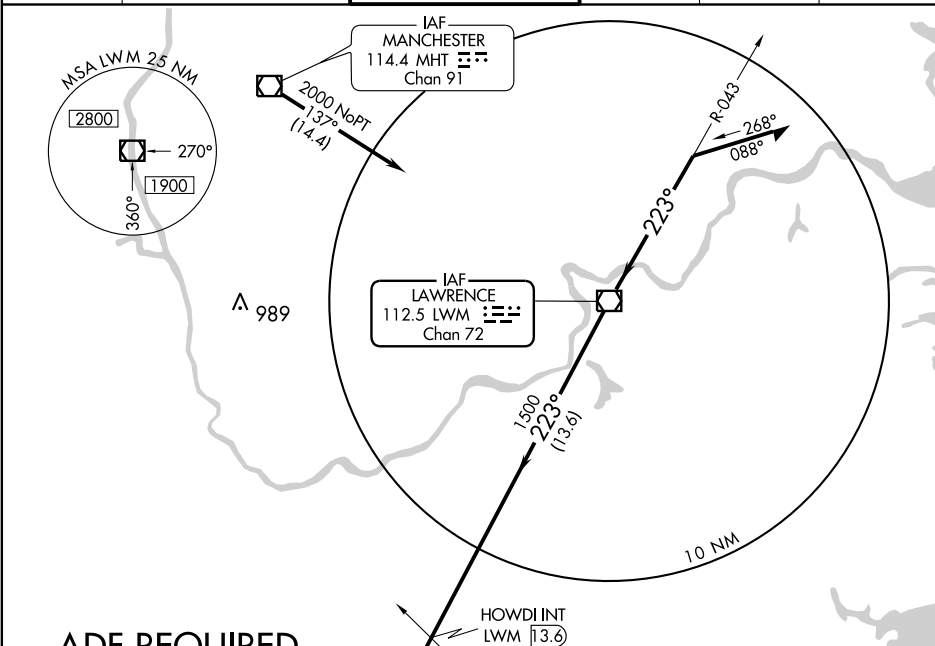 MSA LWM 25 NM
2800
270°
1900
360°
IAF
MANCHESTER
114.4 MHT
Chan 91
2000 NoPT
137°
(14.4)
R-043
268°
088°
223°
989
IAF
LAWRENCE
112.5 LWM
Chan 72
1500
223°
(13.6)
10 NM
HOWDI INT
LWM 13.6
ADF REQUIRED